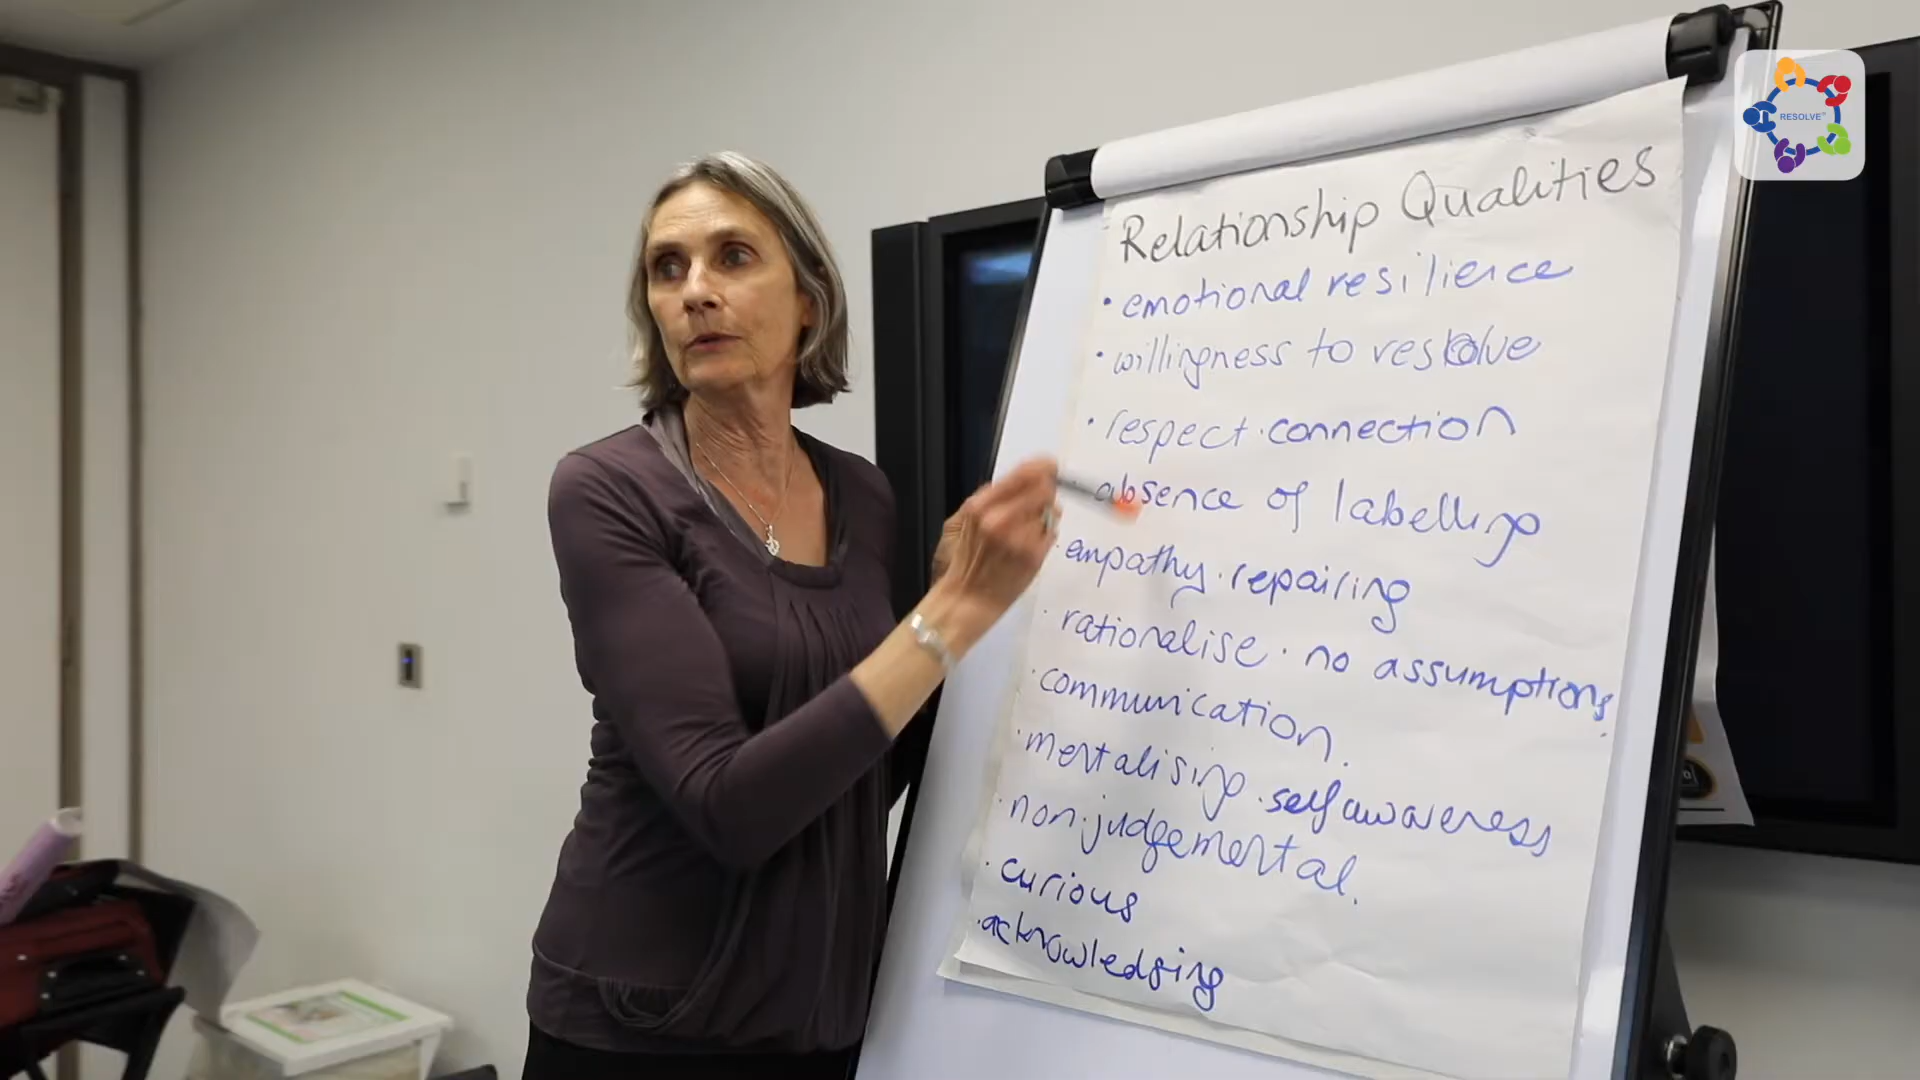 RESOLVE
Relationship Qualities
• emotional resilience
• willingness to resolve
• respect · connection
· absence of labelling
· empathy · repairing
· rationalise · no assumptions
· communication.
· mentalising · self awareness
· non-judgemental.
· curious
· acknowledging